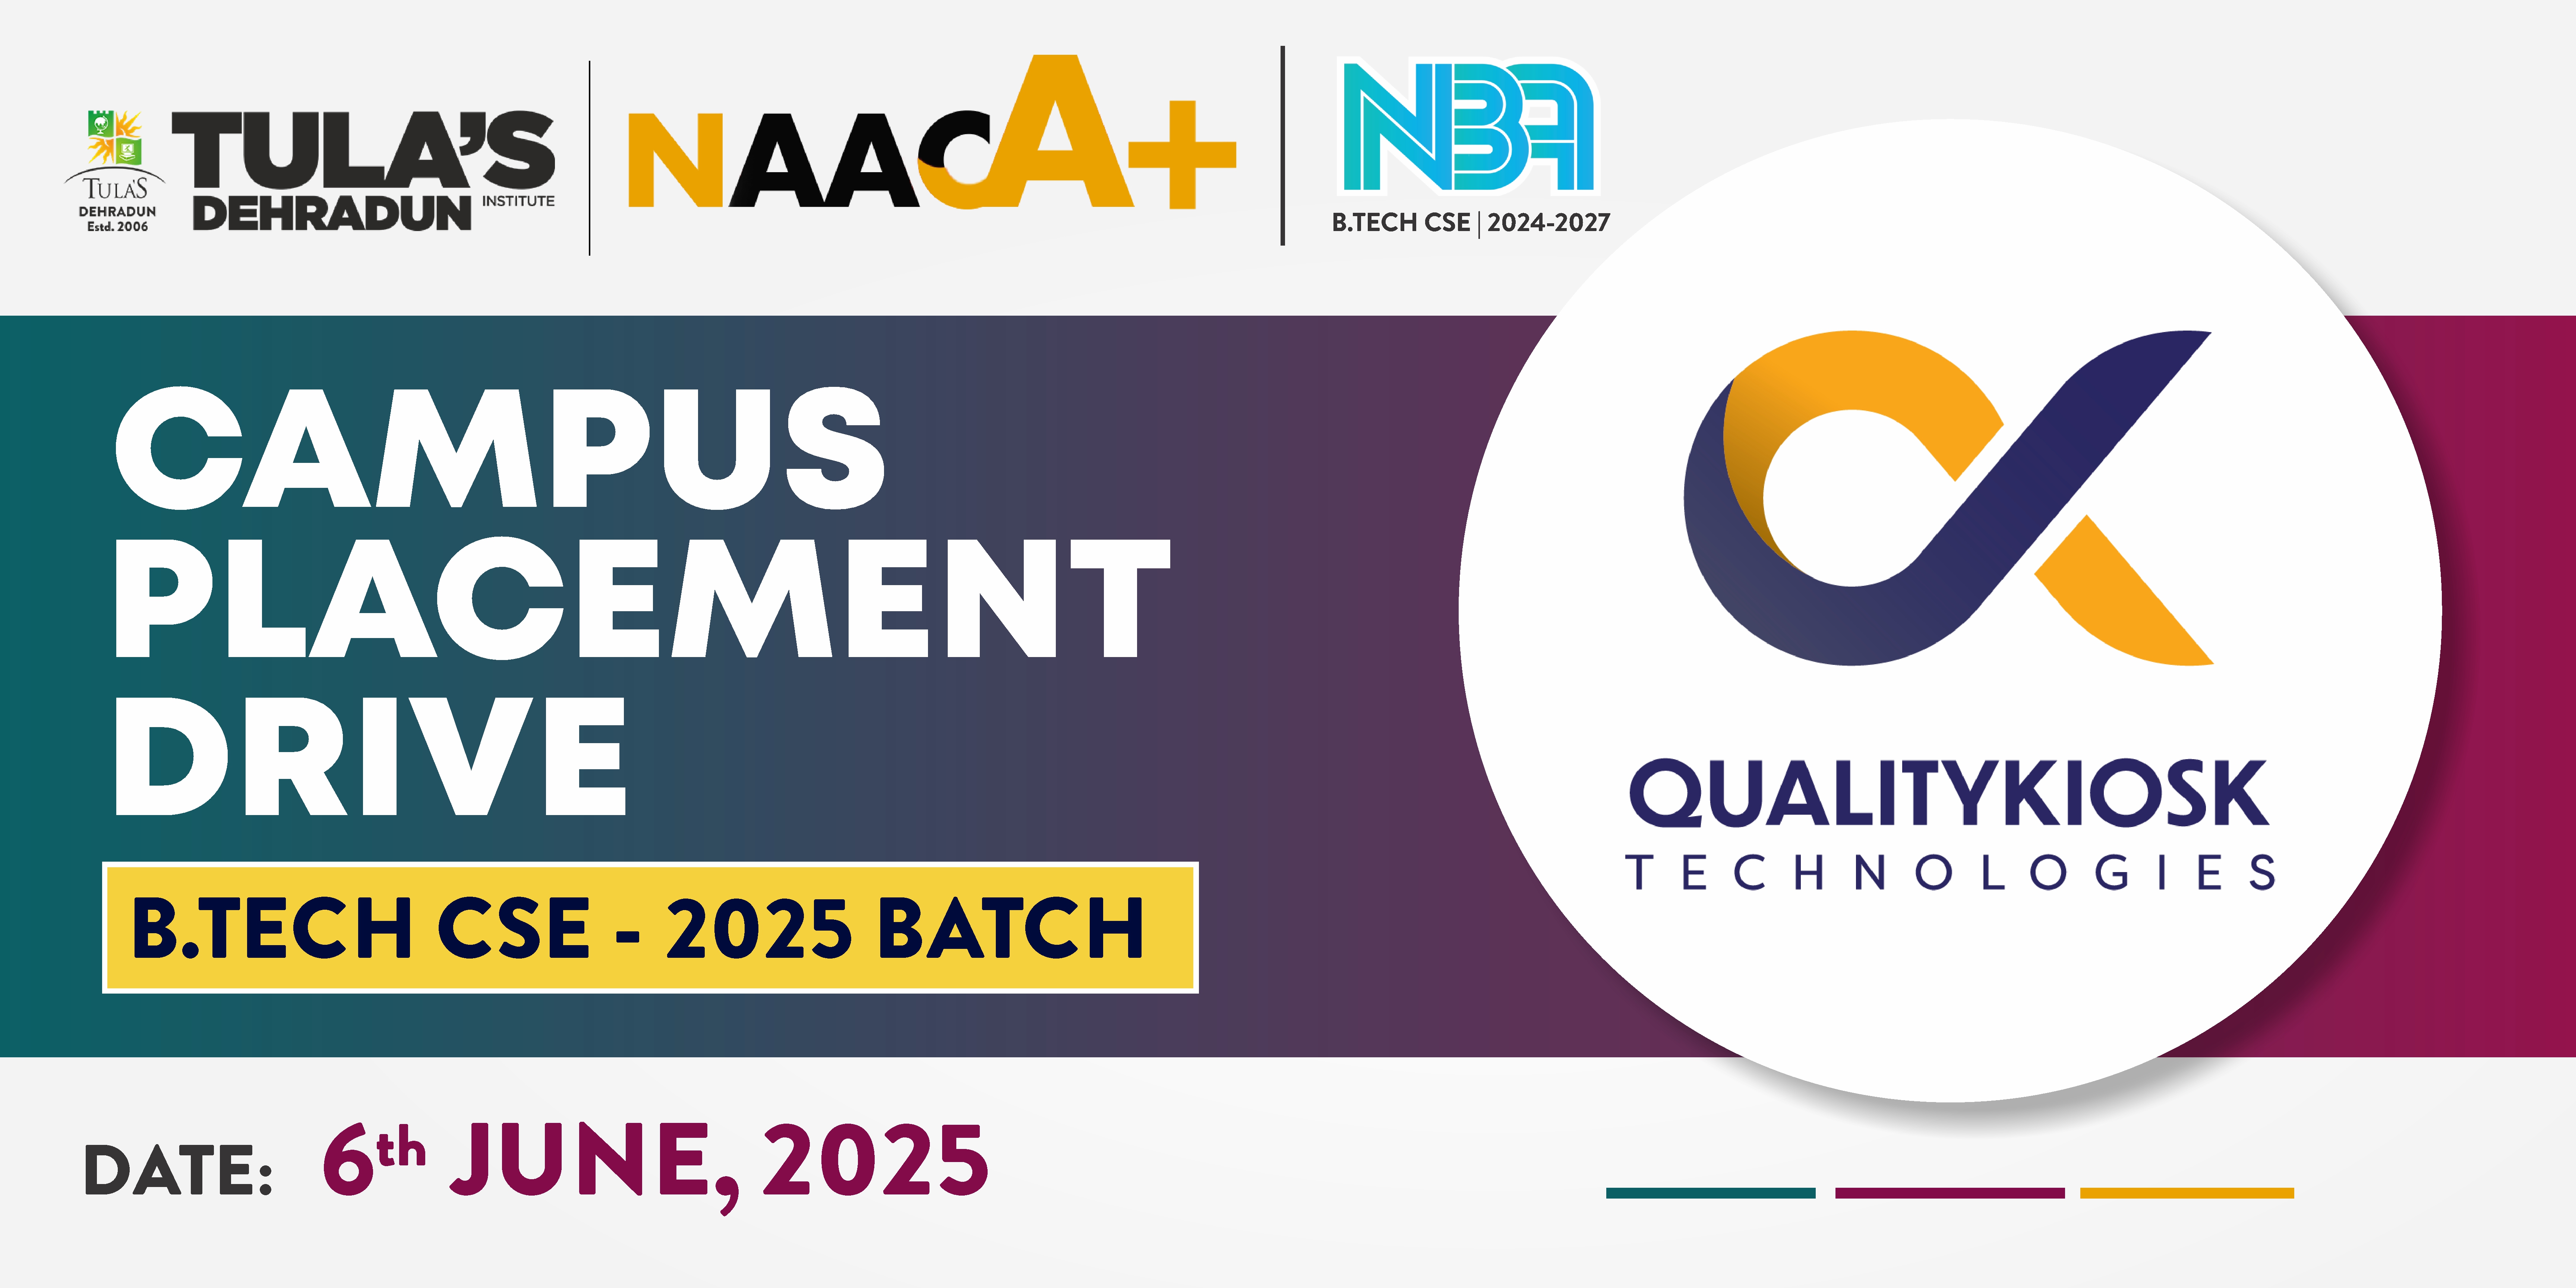 TULA'S
DEHRADUN
Estd. 2006
TULA'S
DEHRADUN
INSTITUTE
NAAC A+
NBA
B.TECH CSE | 2024-2027
CAMPUS
PLACEMENT
DRIVE
B.TECH CSE - 2025 BATCH
QUALITYKIOSK
TECHNOLOGIES
DATE: 6th JUNE, 2025